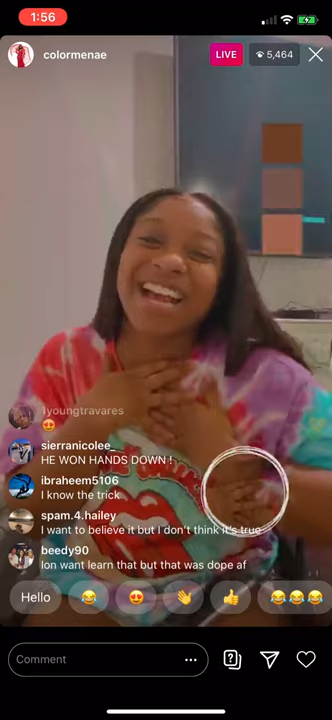 1:56
colormenae
LIVE
5,464
lyoungtravares
😍
sierranicolee_
HE WON HANDS DOWN !
ibraheem5106
I know the trick
spam.4.hailey
I want to believe it but I don't think it's true
beedy90
Ion want learn that but that was dope af
Hello 😂 😍 👏 👍 😂😂😂
Comment